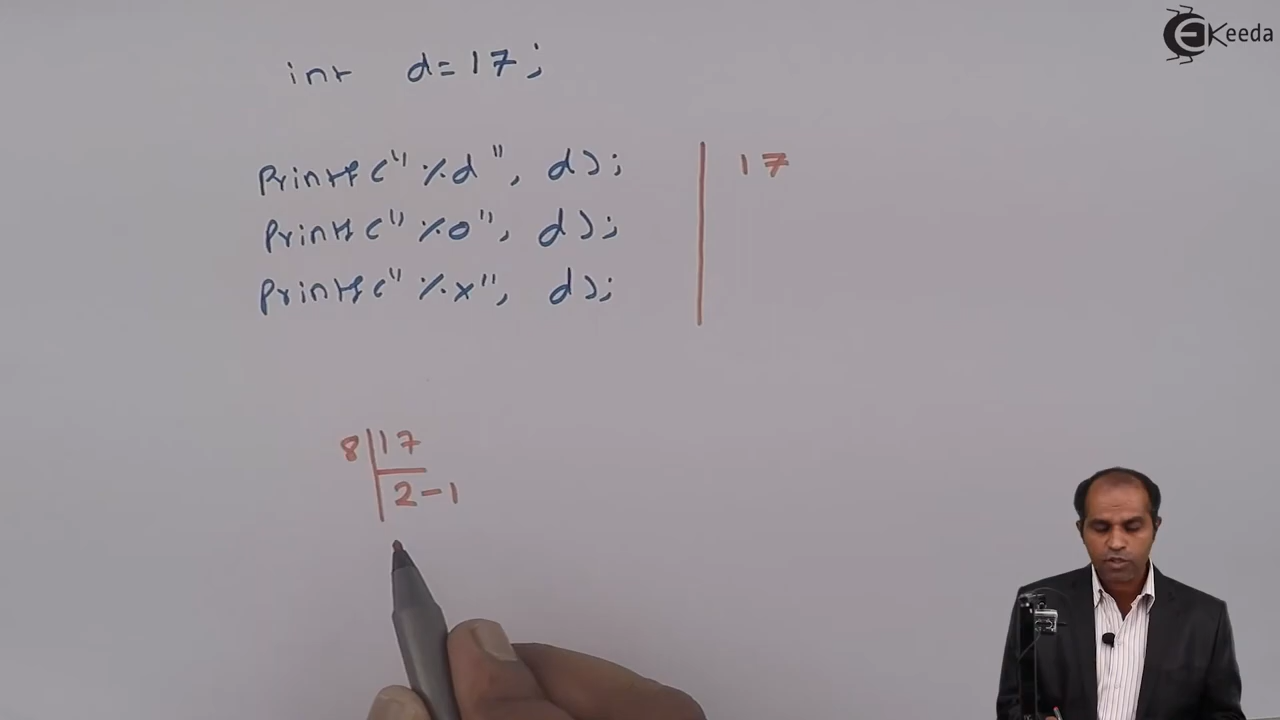 Keeda
int d=17;
printf("%d", d); 17
printf("%o", d);
printf("%x", d);
8 17
2-1